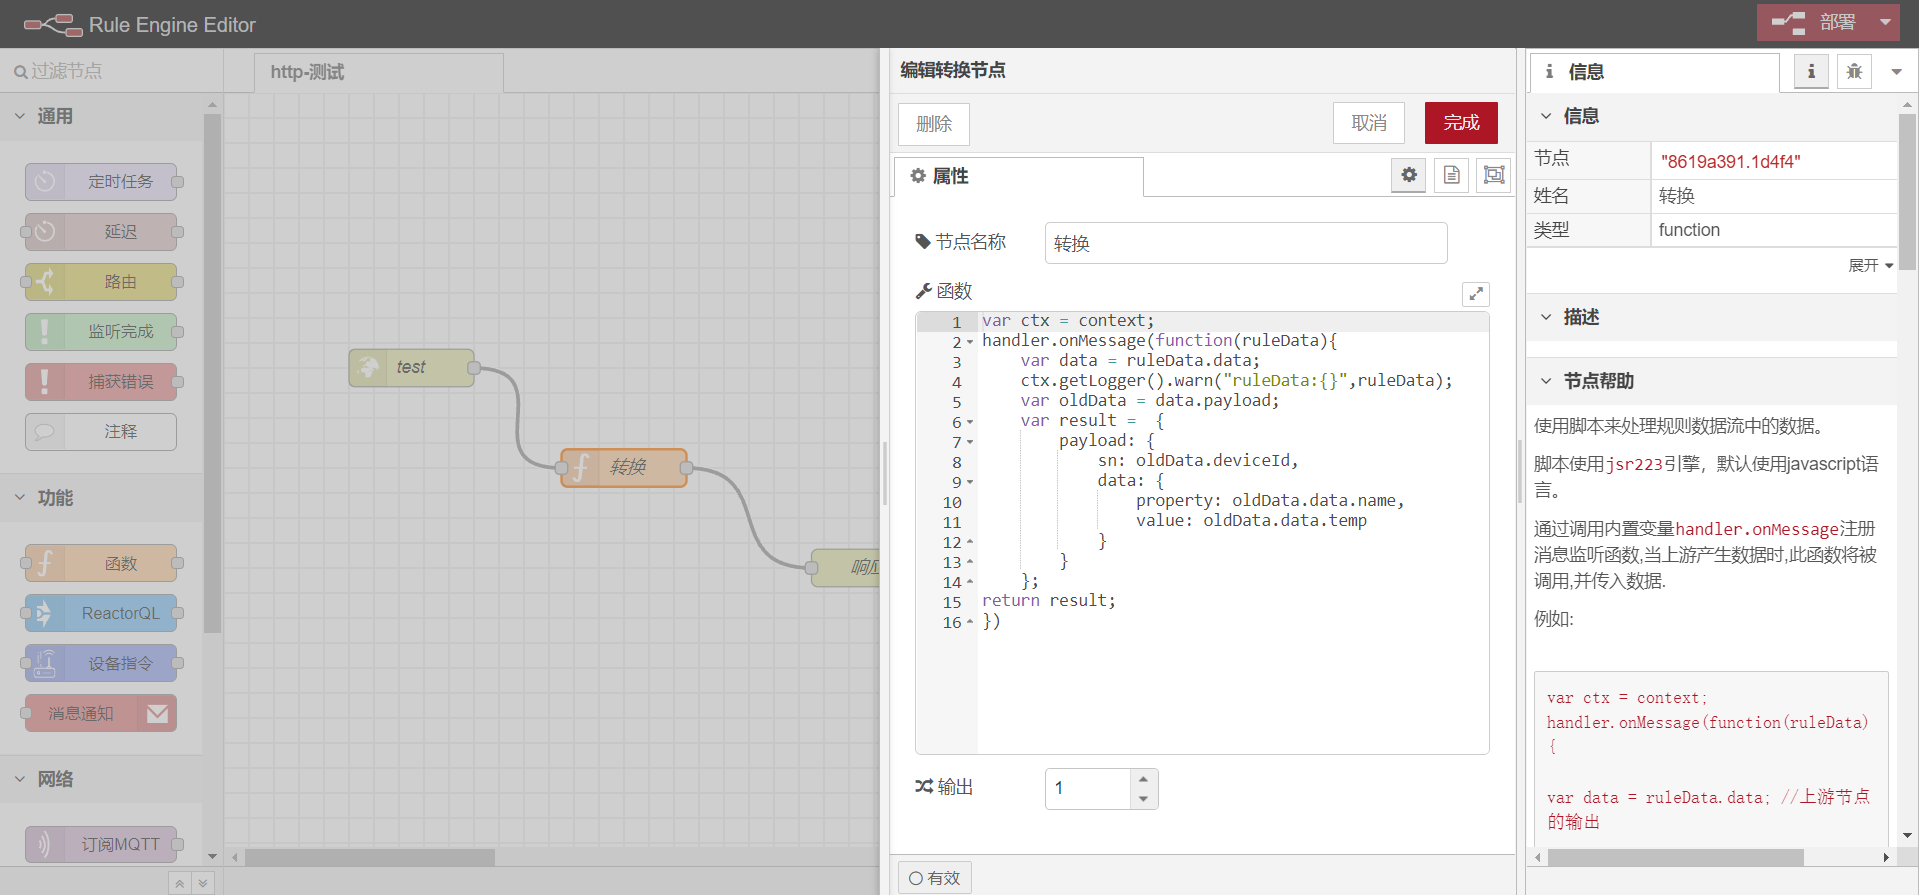 Rule Engine Editor
部署
过滤节点
通用
定时任务
延迟
路由
监听完成
捕获错误
注释
功能
函数
ReactorQL
设备指令
消息通知
网络
订阅MQTT
http-测试
test
转换
编辑转换节点
删除
取消
完成
属性
节点名称
转换
函数
1 var ctx = context;
2 handler.onMessage(function(ruleData){
3 var data = ruleData.data;
4 ctx.getLogger().warn("ruleData:{}",ruleData);
5 var oldData = data.payload;
6 var result =  {
7 payload: {
8 sn: oldData.deviceId,
9 data: {
10 property: oldData.data.name,
11 value: oldData.data.temp
12 }
13 }
14 };
15 return result;
16 })
输出
1
有效
信息
信息
节点 "8619a391.1d4f4"
姓名 转换
类型 function
展开
描述
节点帮助
使用脚本来处理规则数据流中的数据。
脚本使用jsr223引擎，默认使用javascript语
言。
通过调用内置变量handler.onMessage注册
消息监听函数,当上游产生数据时,此函数将被
调用,并传入数据.
例如:
var ctx = context;
handler.onMessage(function(ruleData)
{
var data = ruleData.data; //上游节点
的输出